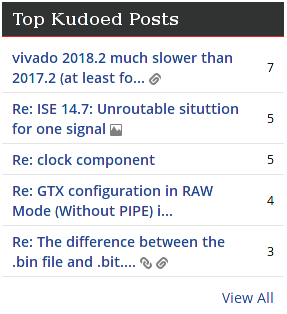 Top Kudoed Posts
vivado 2018.2 much slower than
2017.2 (at least fo... 7
Re: ISE 14.7: Unroutable situttion
for one signal 5
Re: clock component 5
Re: GTX configuration in RAW
Mode (Without PIPE) i... 4
Re: The difference between the
.bin file and .bit.... 3
View All